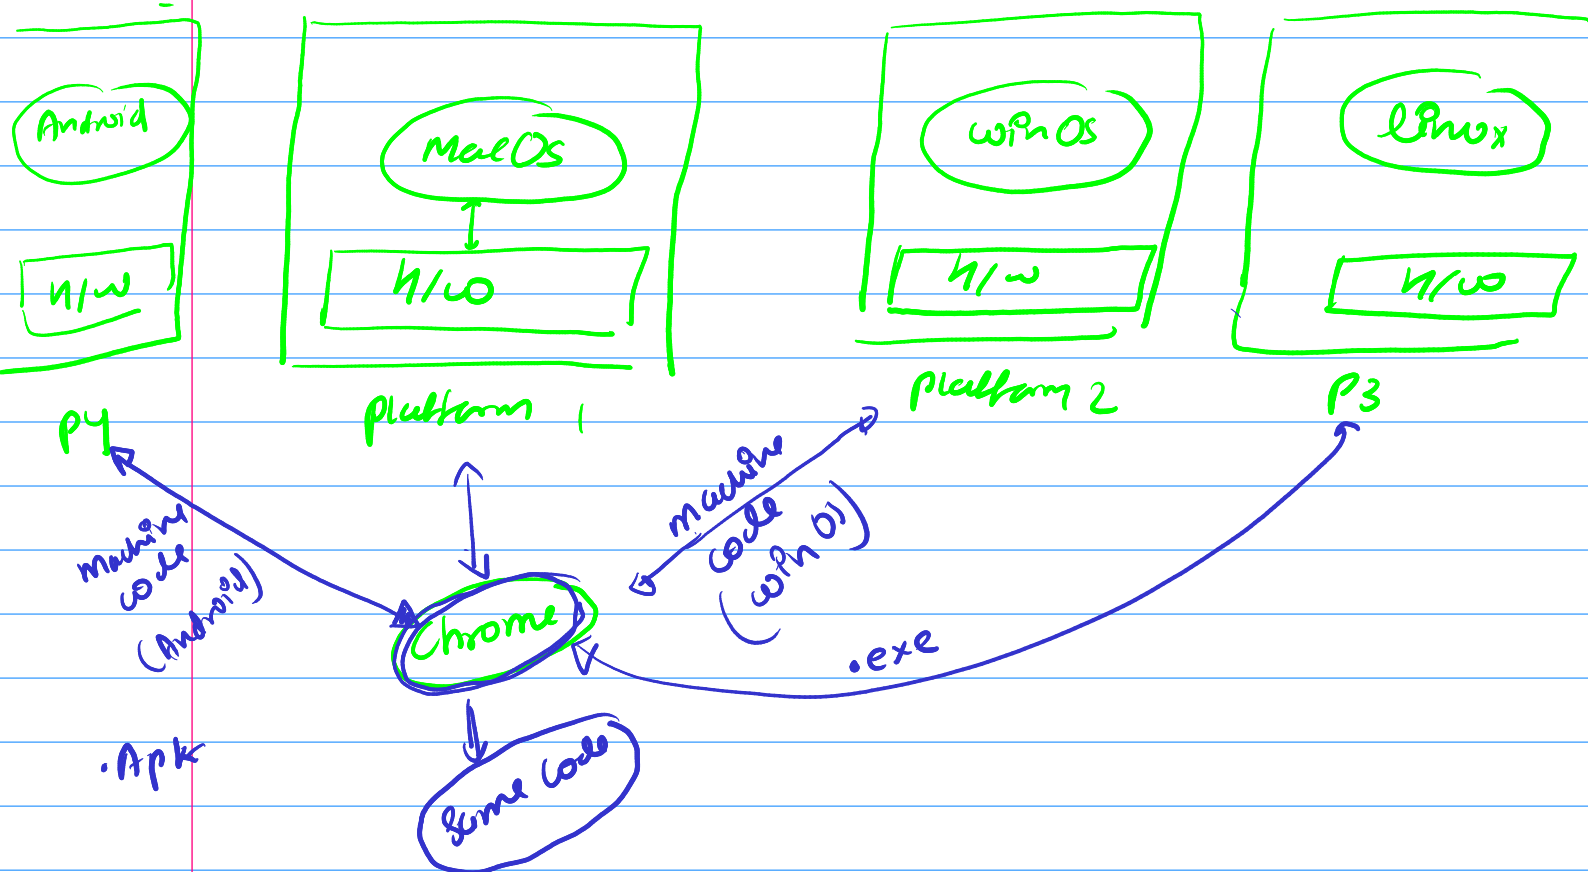 Android
MacOS
winOS
Linux
H/w
H/w
H/w
H/w
P4
Platform 1
Platform 2
P3
machine
code
(Android)
machine
code
(win OS)
Chrome
.exe
.Apk
Same Code